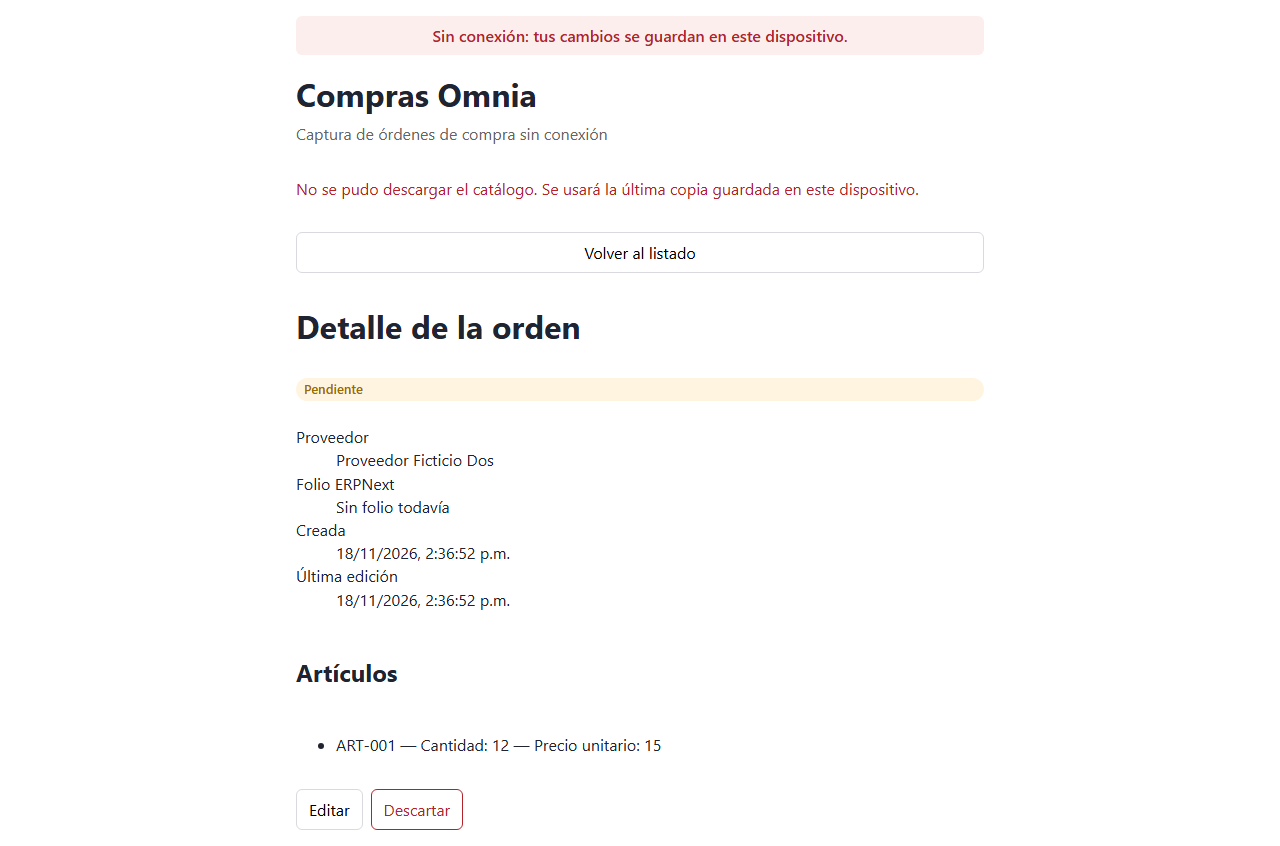 Sin conexión: tus cambios se guardan en este dispositivo.
Compras Omnia
Captura de órdenes de compra sin conexión
No se pudo descargar el catálogo. Se usará la última copia guardada en este dispositivo.
Volver al listado
Detalle de la orden
Pendiente
Proveedor
Proveedor Ficticio Dos
Folio ERPNext
Sin folio todavía
Creada
18/11/2026, 2:36:52 p.m.
Última edición
18/11/2026, 2:36:52 p.m.
Artículos
• ART-001 — Cantidad: 12 — Precio unitario: 15
Editar Descartar